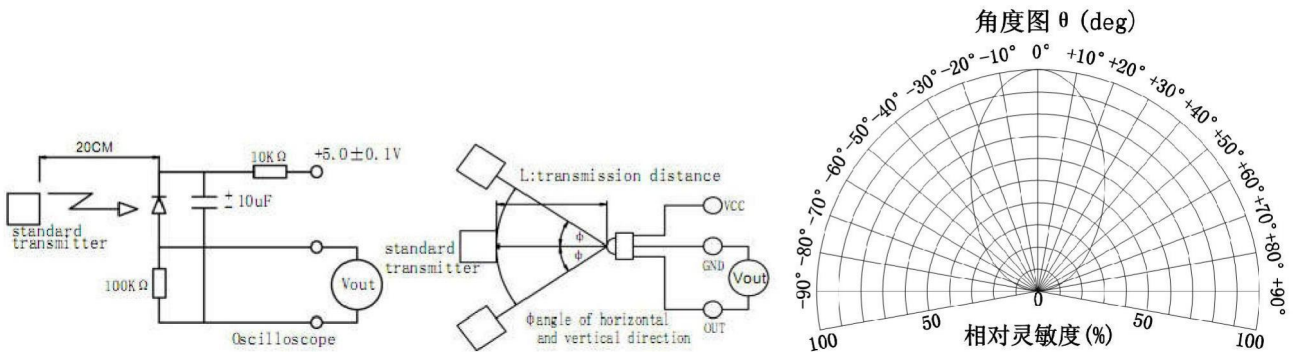 20CM
10KΩ
+5.0±0.1V
± 10uF
standard
transmitter
100KΩ
Vout
Oscilloscope
L:transmission distance
ϕ
ϕ
standard
transmitter
VCC
GND
Vout
OUT
ϕangle of horizontal
and vertical direction
角度图 θ (deg)
-90° -80° -70° -60° -50° -40° -30° -20° -10° 0° +10° +20° +30° +40° +50° +60° +70° +80° +90°
0
50 50
100 相对灵敏度(%) 100